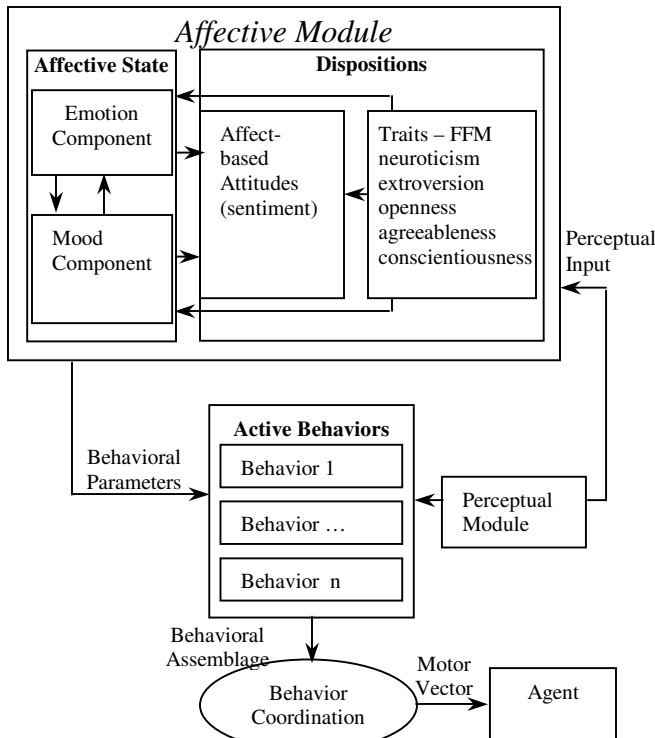 Affective Module
Affective State
Dispositions
Emotion
Component
Mood
Component
Affect-
based
Attitudes
(sentiment)
Traits – FFM
neuroticism
extroversion
openness
agreeableness
conscientiousness
Perceptual
Input
Behavioral
Parameters
Active Behaviors
Behavior 1
Behavior …
Behavior n
Perceptual
Module
Behavioral
Assemblage
Behavior
Coordination
Motor
Vector
Agent